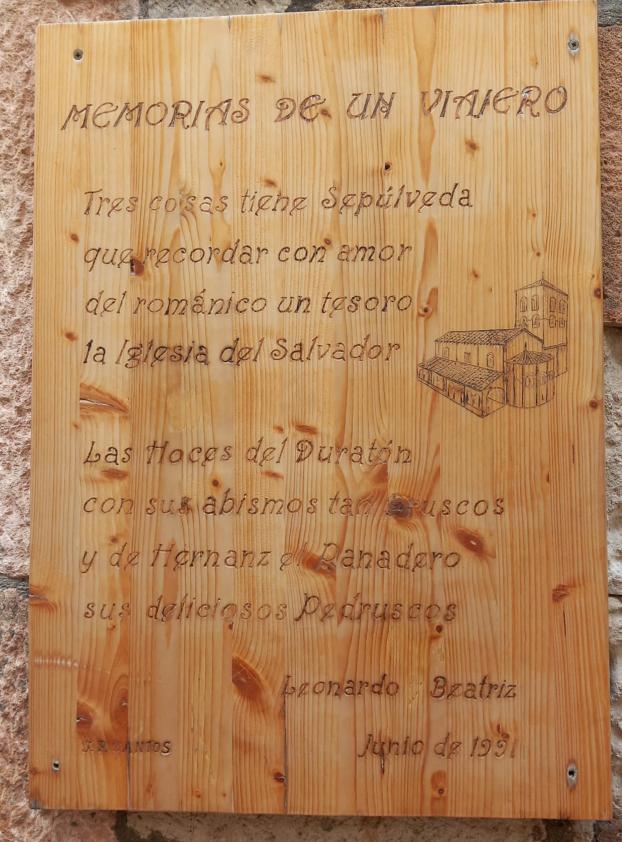 MEMORIAS DE UN VIAJERO
Tres cosas tiene Sepúlveda
que recordar con amor
del románico un tesoro
la Iglesia del Salvador
Las Hoces del Duratón
con sus abismos tan bruscos
y de Hernanz el Panadero
sus deliciosos Pedruscos
Leonardo y Beatriz
SANTOS
Junio de 1991